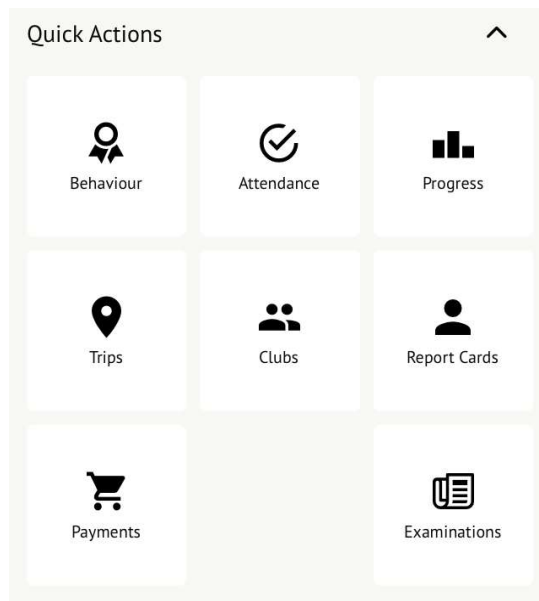 Quick Actions
Behaviour
Attendance
Progress
Trips
Clubs
Report Cards
Payments
Examinations